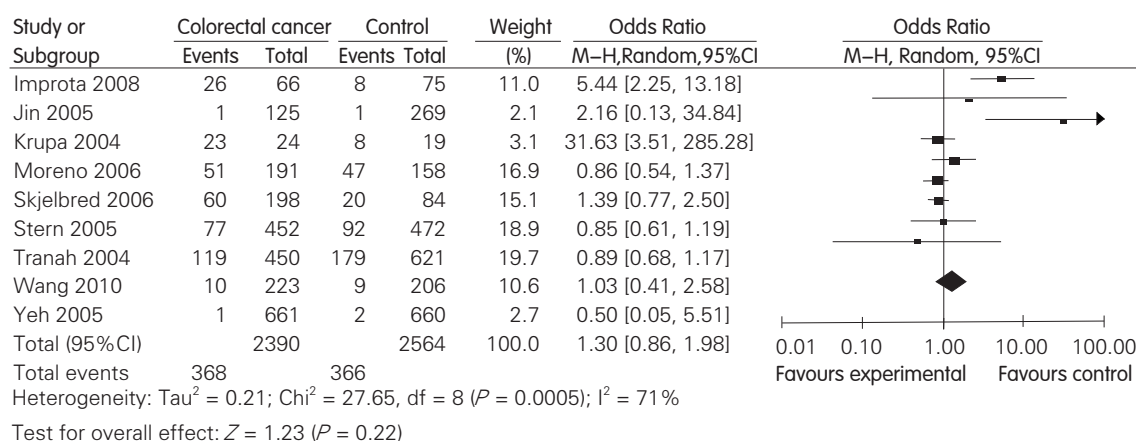 Study or Colorectal cancer Control Weight Odds Ratio Odds Ratio
Subgroup Events Total Events Total (%) M–H,Random,95%CI M–H, Random, 95%CI
Improta 2008 26 66 8 75 11.0 5.44 [2.25, 13.18]
Jin 2005 1 125 1 269 2.1 2.16 [0.13, 34.84]
Krupa 2004 23 24 8 19 3.1 31.63 [3.51, 285.28]
Moreno 2006 51 191 47 158 16.9 0.86 [0.54, 1.37]
Skjelbred 2006 60 198 20 84 15.1 1.39 [0.77, 2.50]
Stern 2005 77 452 92 472 18.9 0.85 [0.61, 1.19]
Tranah 2004 119 450 179 621 19.7 0.89 [0.68, 1.17]
Wang 2010 10 223 9 206 6.4 1.03 [0.41, 2.58]
Yeh 2005 1 661 2 660 2.7 0.50 [0.05, 5.51]
Total (95%CI) 2390 2564 100.0 1.30 [0.86, 1.98]
0.01 0.10 1.00 10.00 100.00
Total events 368 366
Favours experimental Favours control
Heterogeneity: Tau² = 0.21; Chi² = 27.65, df = 8 (P = 0.0005); I² = 71%
Test for overall effect: Z = 1.23 (P = 0.22)